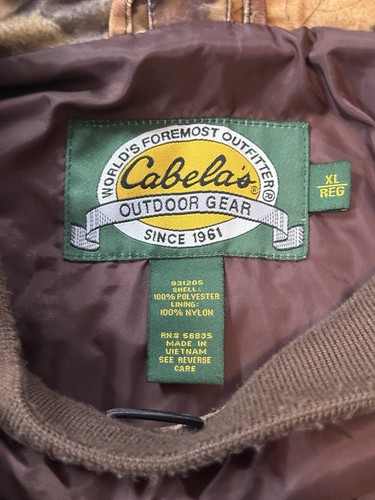 WORLD'S FOREMOST OUTFITTER®
Cabela's®
OUTDOOR GEAR
SINCE 1961
XL
REG
931205
SHELL:
100% POLYESTER
LINING:
100% NYLON
RN# 56835
MADE IN
VIETNAM
SEE REVERSE
CARE